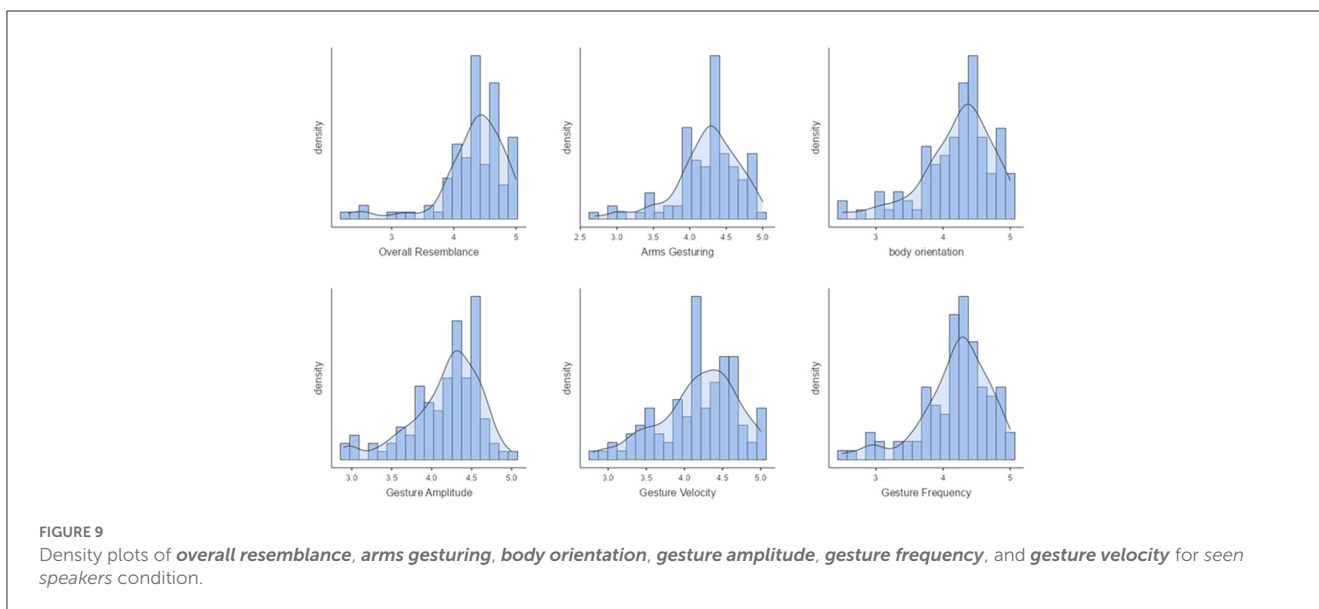 density
3
4
5
Overall Resemblance
density
2.5
3.0
3.5
4.0
4.5
5.0
Arms Gesturing
density
3
4
5
body orientation
density
3.0
3.5
4.0
4.5
5.0
Gesture Amplitude
density
3.0
3.5
4.0
4.5
5.0
Gesture Velocity
density
3
4
5
Gesture Frequency
FIGURE 9
Density plots of overall resemblance, arms gesturing, body orientation, gesture amplitude, gesture frequency, and gesture velocity for seen
speakers condition.